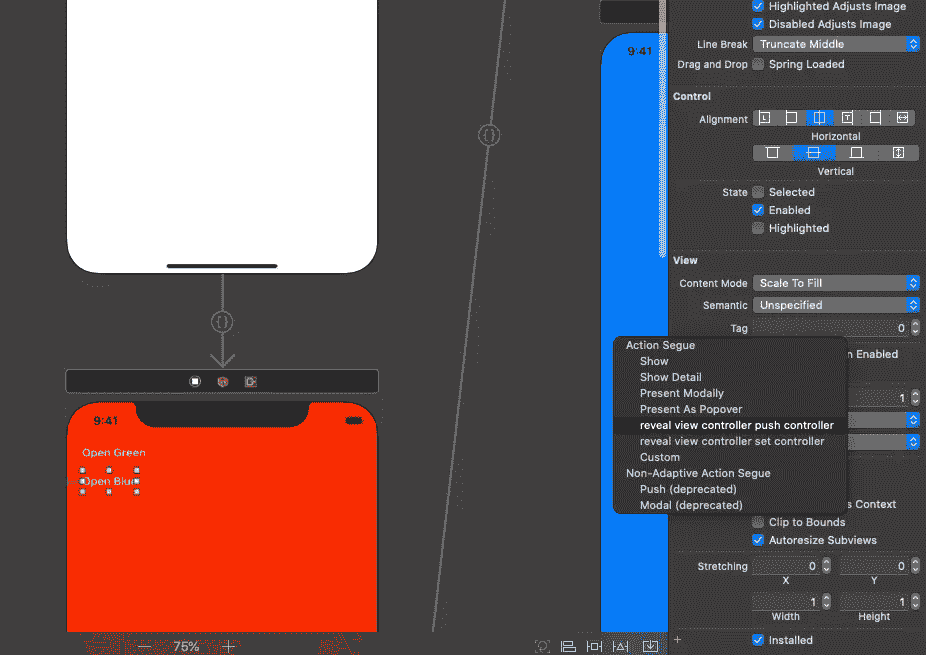 Highlighted Adjusts Image
Disabled Adjusts Image
Line Break Truncate Middle
9:41
Drag and Drop Spring Loaded
Control
Alignment
Horizontal
Vertical
State Selected
Enabled
Highlighted
View
Content Mode Scale To Fill
Semantic Unspecified
Tag 0
Action Segue
n Enabled
Show
Show Detail
Present Modally
1
Present As Popover
reveal view controller push controller
reveal view controller set controller
Custom
Non-Adaptive Action Segue
Push (deprecated)
Modal (deprecated)
s Context
Clip to Bounds
Autoresize Subviews
9:41
Open Green
Open Blue
Stretching 0 0
X Y
1 1
Width Height
Installed
75%